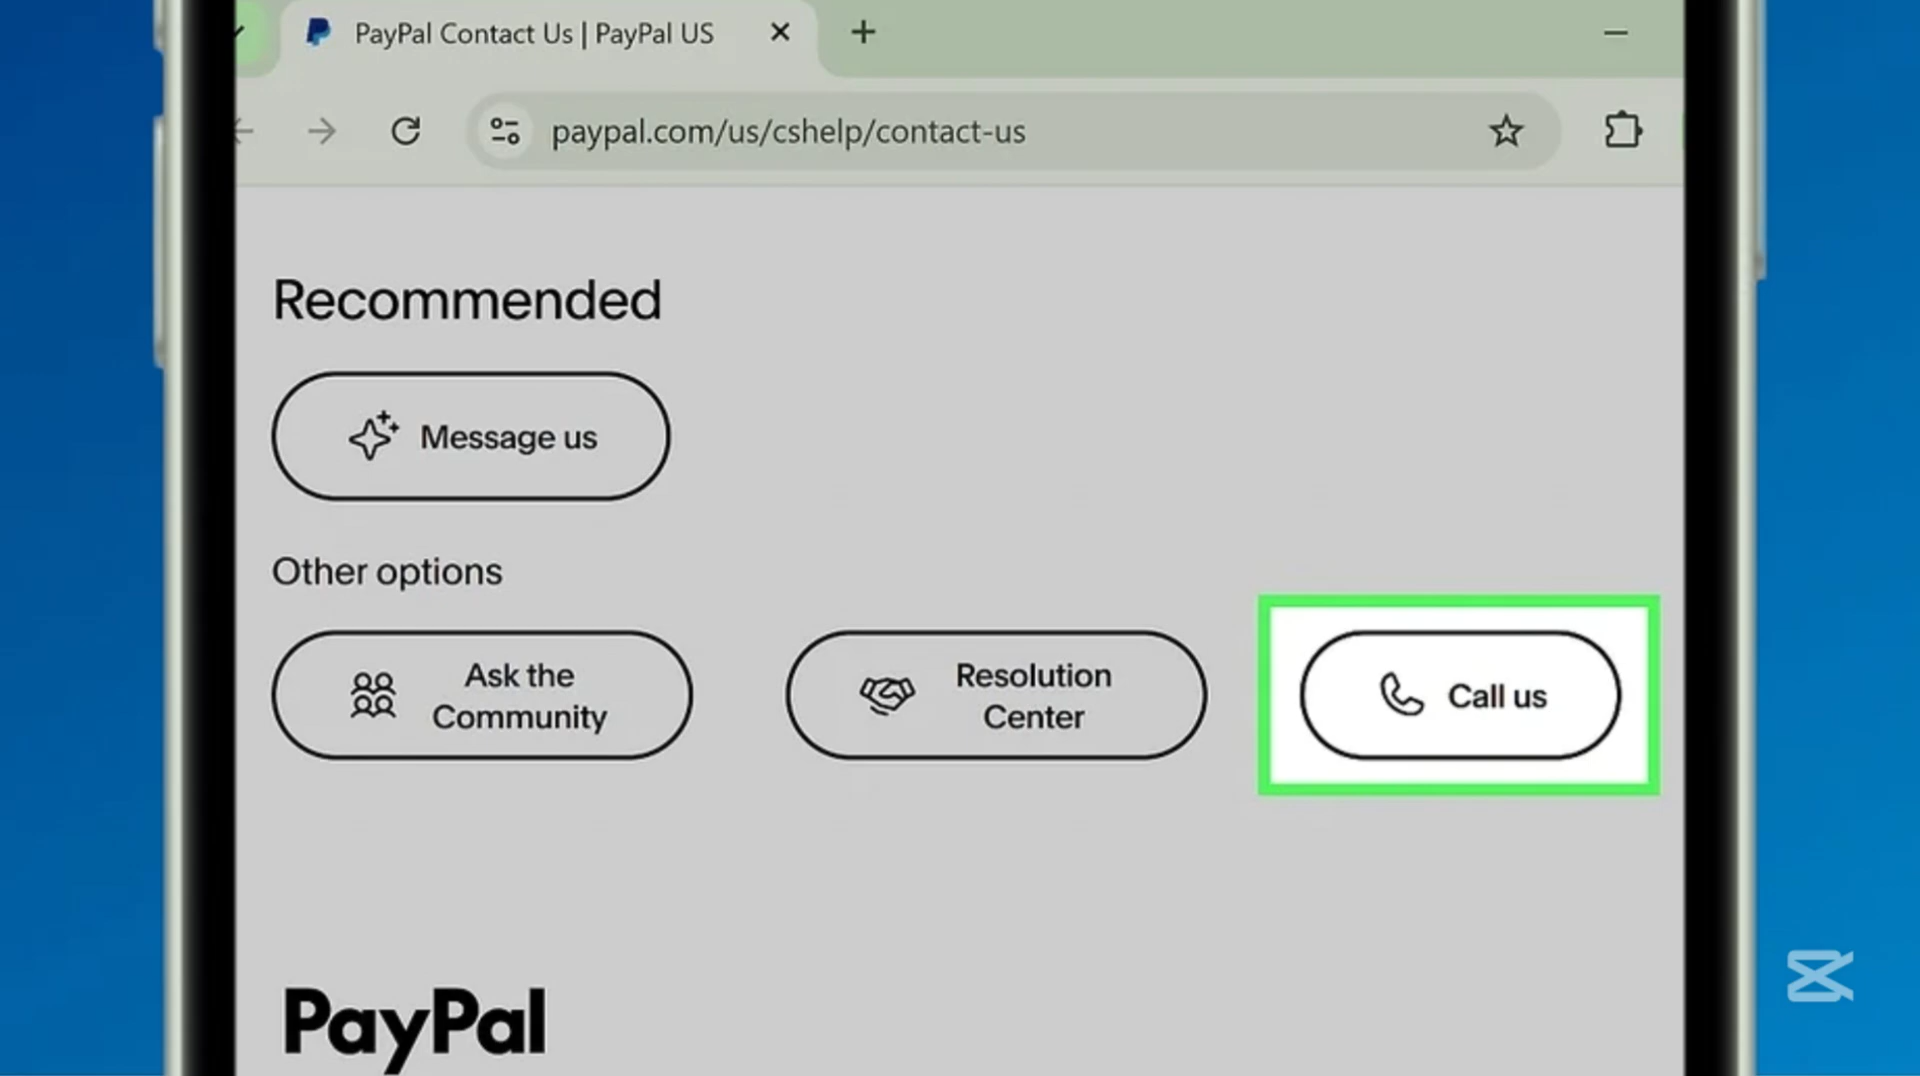 PayPal Contact Us | PayPal US
paypal.com/us/cshelp/contact-us
Recommended
Message us
Other options
Ask the
Community
Resolution
Center
Call us
PayPal